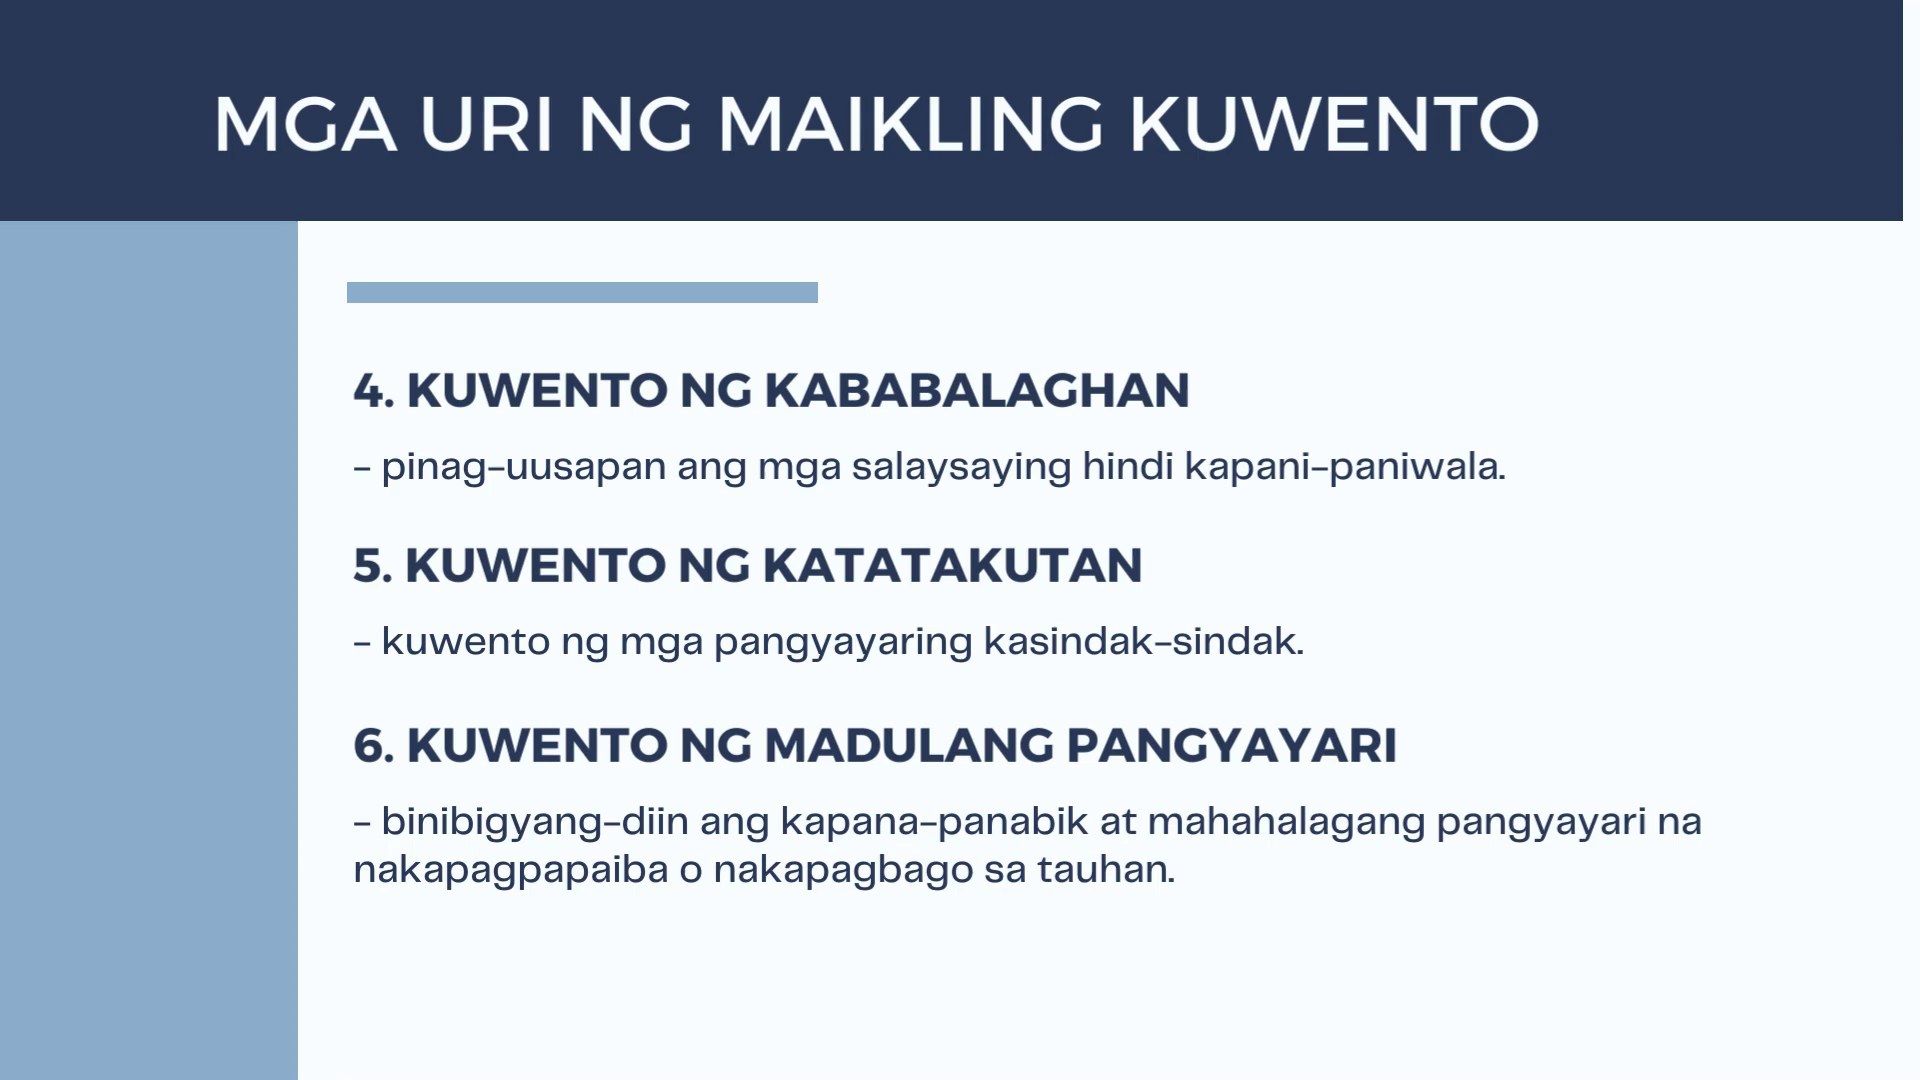 MGA URI NG MAIKLING KUWENTO
4. KUWENTO NG KABABALAGHAN
- pinag-uusapan ang mga salaysaying hindi kapani-paniwala.
5. KUWENTO NG KATATAKUTAN
- kuwento ng mga pangyayaring kasindak-sindak.
6. KUWENTO NG MADULANG PANGYAYARI
- binibigyang-diin ang kapana-panabik at mahahalagang pangyayari na
nakapagpapaiba o nakapagbago sa tauhan.